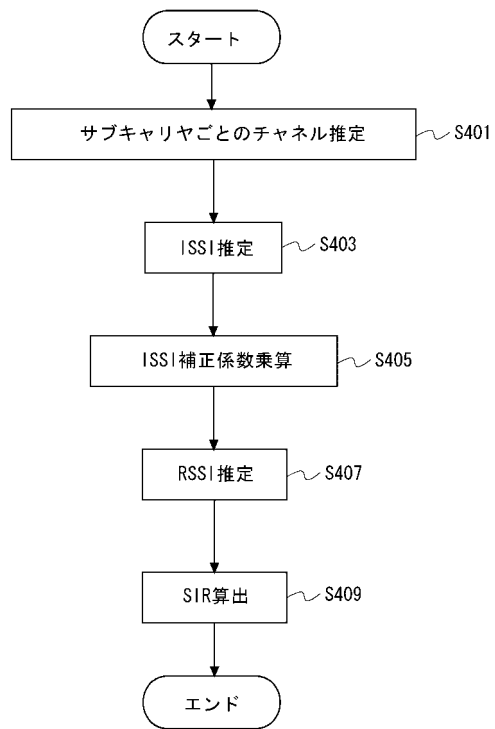 スタート
サブキャリヤごとのチャネル推定
S401
ISSI推定
S403
ISSI補正係数乗算
S405
RSSI推定
S407
SIR算出
S409
エンド